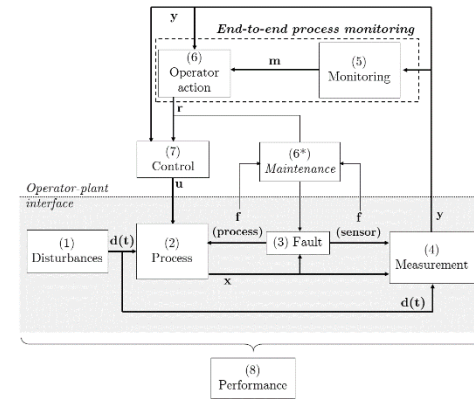 y
End-to-end process monitoring
(6)
Operator
action
m
(5)
Monitoring
r
(7)
Control
(6*)
Maintenance
Operator-plant
interface
u
f
f
y
(1)
Disturbances
d(t)
(2)
Process
(process)
(3) Fault
(sensor)
(4)
Measurement
x
d(t)
(8)
Performance